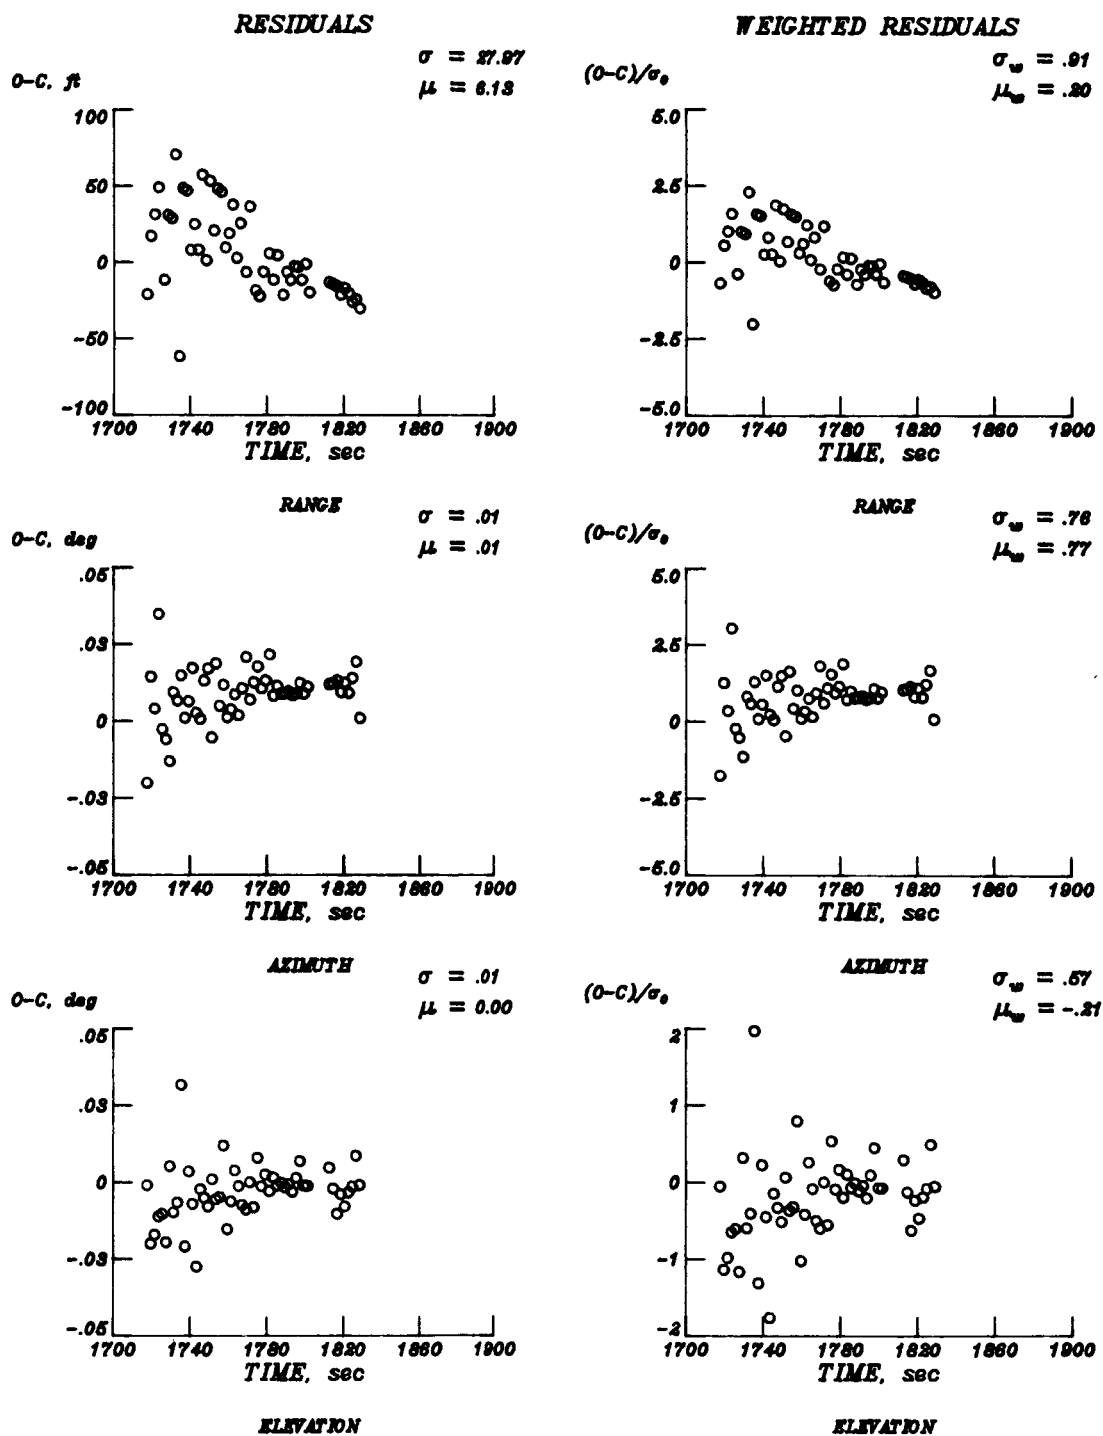 RESIDUALS
σ = 27.97
μ = 6.13
O-C, ft
100
50
0
-50
-100
1700 1740 1780 1820 1860 1900
TIME, sec
RANGE
WEIGHTED RESIDUALS
σw = .91
μw = .20
(O-C)/σo
5.0
2.5
0
-2.5
-5.0
1700 1740 1780 1820 1860 1900
TIME, sec
RANGE
σ = .01
μ = .01
O-C, deg
.05
.03
0
-.03
-.05
1700 1740 1780 1820 1860 1900
TIME, sec
AZIMUTH
σw = .76
μw = .77
(O-C)/σo
5.0
2.5
0
-2.5
-5.0
1700 1740 1780 1820 1860 1900
TIME, sec
AZIMUTH
σ = .01
μ = 0.00
O-C, deg
.05
.03
0
-.03
-.05
1700 1740 1780 1820 1860 1900
TIME, sec
ELEVATION
σw = .57
μw = -.21
(O-C)/σo
2
1
0
-1
-2
1700 1740 1780 1820 1860 1900
TIME, sec
ELEVATION